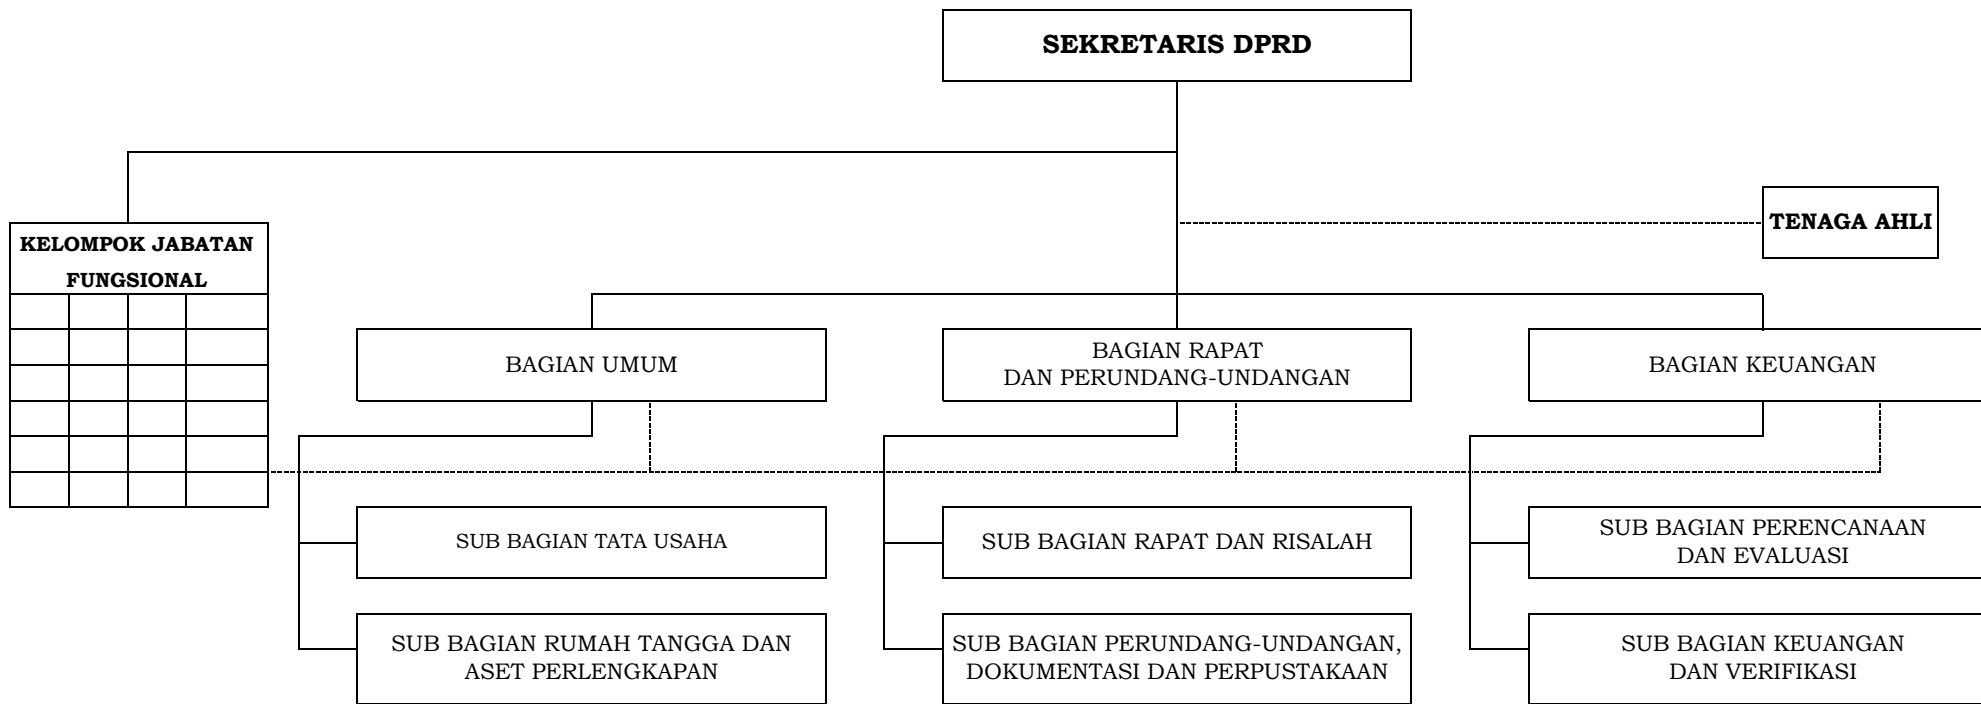 SEKRETARIS DPRD
TENAGA AHLI
KELOMPOK JABATAN
FUNGSIONAL
BAGIAN UMUM
BAGIAN RAPAT
DAN PERUNDANG-UNDANGAN
BAGIAN KEUANGAN
SUB BAGIAN TATA USAHA
SUB BAGIAN RAPAT DAN RISALAH
SUB BAGIAN PERENCANAAN
DAN EVALUASI
SUB BAGIAN RUMAH TANGGA DAN
ASET PERLENGKAPAN
SUB BAGIAN PERUNDANG-UNDANGAN,
DOKUMENTASI DAN PERPUSTAKAAN
SUB BAGIAN KEUANGAN
DAN VERIFIKASI